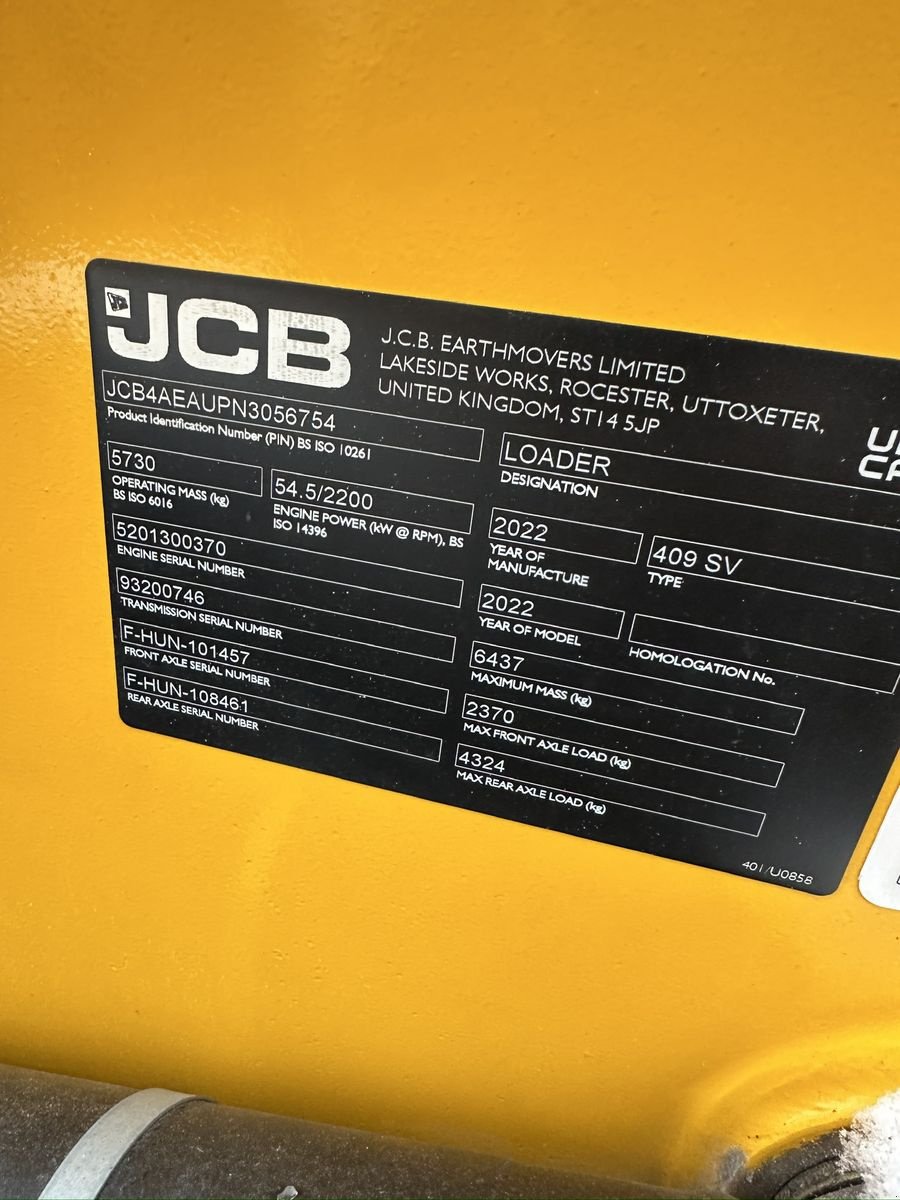 JCB
J.C.B. EARTHMOVERS LIMITED
LAKESIDE WORKS, ROCESTER, UTTOXETER,
UNITED KINGDOM, ST14 5JP
JCB4AEAUPN3056754
Product Identification Number (PIN) BS ISO 10261
5730
OPERATING MASS (kg)
BS ISO 6016
54.5/2200
ENGINE POWER (kW @ RPM), BS
ISO 14396
5201300370
ENGINE SERIAL NUMBER
93200746
TRANSMISSION SERIAL NUMBER
F-HUN-101457
FRONT AXLE SERIAL NUMBER
F-HUN-108461
REAR AXLE SERIAL NUMBER
LOADER
DESIGNATION
2022
YEAR OF
MANUFACTURE
409 SV
TYPE
2022
YEAR OF MODEL
HOMOLOGATION No.
6437
MAXIMUM MASS (kg)
2370
MAX FRONT AXLE LOAD (kg)
4324
MAX REAR AXLE LOAD (kg)
401/U0858